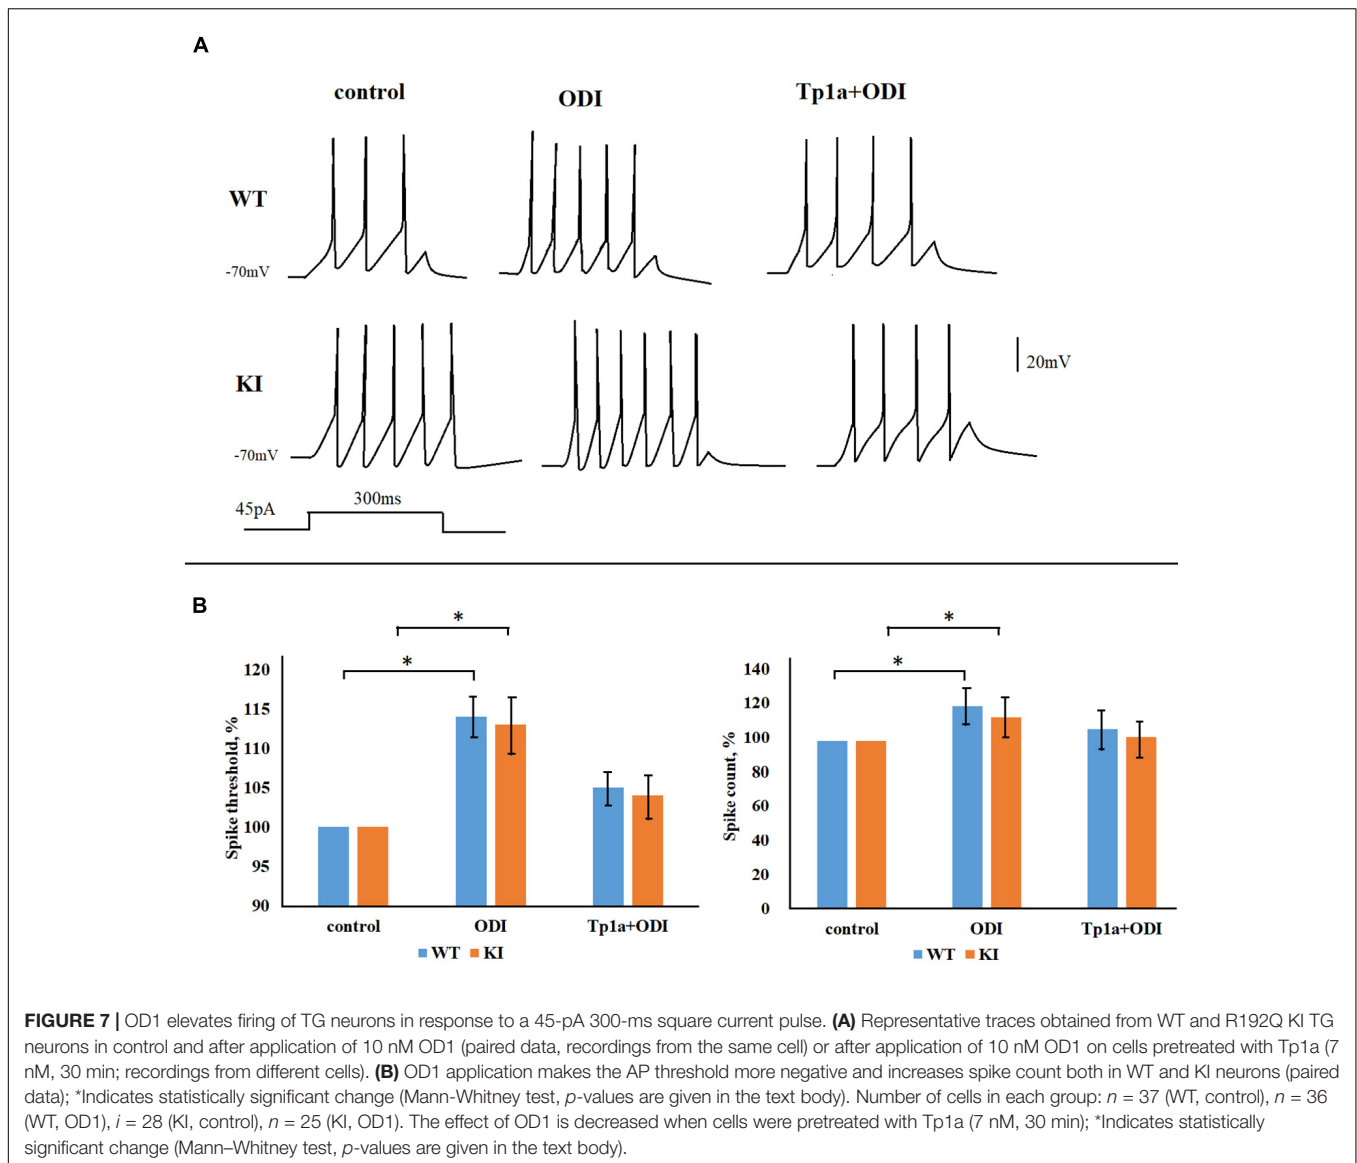 A
control
ODI
Tp1a+ODI
WT
-70mV
KI
20mV
-70mV
300ms
45pA
B
*
*
120
115
110
105
100
95
90
Spike threshold, %
control
ODI
Tp1a+ODI
WT KI
*
*
140
120
100
80
60
40
20
0
Spike count, %
control
ODI
Tp1a+ODI
WT KI
FIGURE 7 | OD1 elevates firing of TG neurons in response to a 45-pA 300-ms square current pulse. (A) Representative traces obtained from WT and R192Q KI TG
neurons in control and after application of 10 nM OD1 (paired data, recordings from the same cell) or after application of 10 nM OD1 on cells pretreated with Tp1a (7
nM, 30 min; recordings from different cells). (B) OD1 application makes the AP threshold more negative and increases spike count both in WT and KI neurons (paired
data); *Indicates statistically significant change (Mann-Whitney test, p-values are given in the text body). Number of cells in each group: n = 37 (WT, control), n = 36
(WT, OD1), i = 28 (KI, control), n = 25 (KI, OD1). The effect of OD1 is decreased when cells were pretreated with Tp1a (7 nM, 30 min); *Indicates statistically
significant change (Mann–Whitney test, p-values are given in the text body).